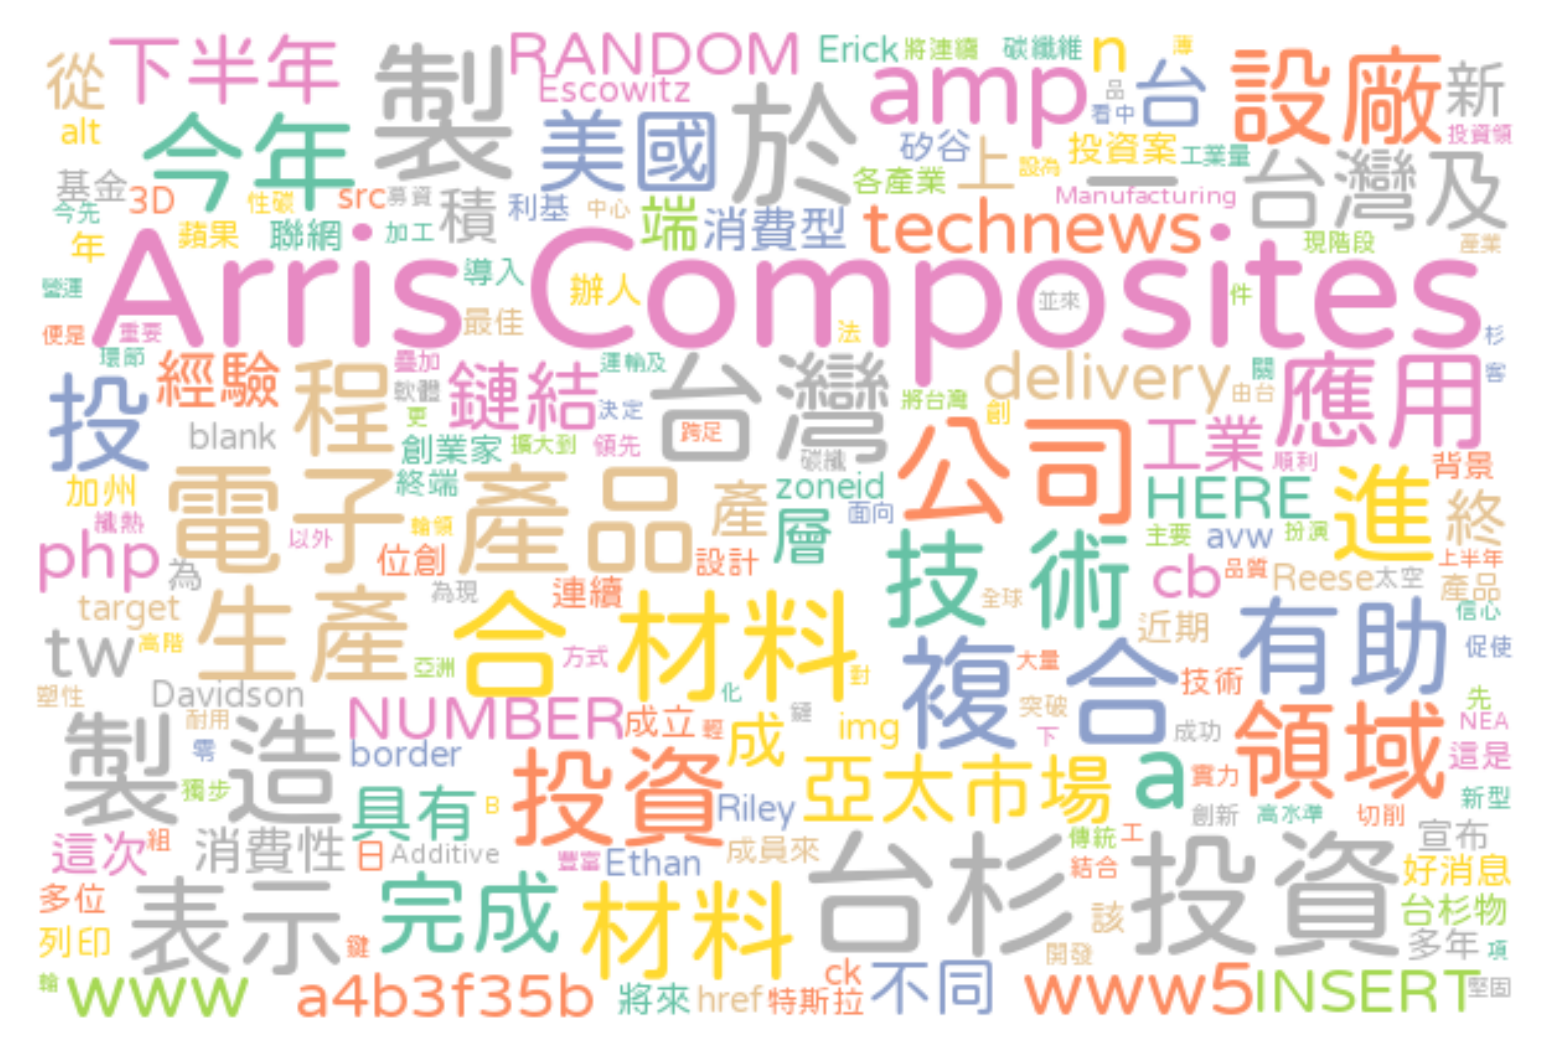 從 下半年 製 RANDOM Erick 將連續 碳纖維 n 薄
Escowitz amp 品 台 設廠 新
alt 今年 美國 於 看中 投資領
矽谷 上 投資案 工業量
基金 3D 性碳 src 募資 積 利基 中心 各產業 設為 一 台灣及
今先 Manufacturing
年 蘋果 聯網 加工 端 消費型 technews 現階段 產業
營運 Arris Composites 導入 辦人 並來 件
便是 重要 最佳 法 杉
環節 經驗 程 疊加 鏈結 運輸及 台灣 delivery 關 應用 客
投 軟體 決定 將台灣 由台
blank 更 創
創業家 擴大到 領先 跨足 公司 工業 順利 背景
加州 電子產品 終端 碳纖 zoneid HERE 進 終
纖熱 輪領 產 層 面向
php 以外 位創 設計 技術 主要 avw 扮演 上半年
為 cb 品質 Reese 太空 產品
target 生產 為現 連續 合 材料 全球 近期 有助 信心
tw 高階 亞洲 方式 複合 大量 技術 促使
塑性 Davidson 對 化 突破 先
製造 耐用 NUMBER 成立 輕 成 鏈 img 下 成功 領域 NEA
零 border 投資 亞太市場 a 實力 這是
獨步 具有 B Riley 創新 高水準 切削 新型
這次 組 消費性 日 Additive 豐富 Ethan 成員來 傳統 工 宣布
多位 表示 完成 材料 台杉 投資 結合 好消息
該 台杉物
列印 鍵 開發 多年 項
輪 www a4b3f35b 將來 href 特斯拉 ck 不同 www5 INSERT 堅固